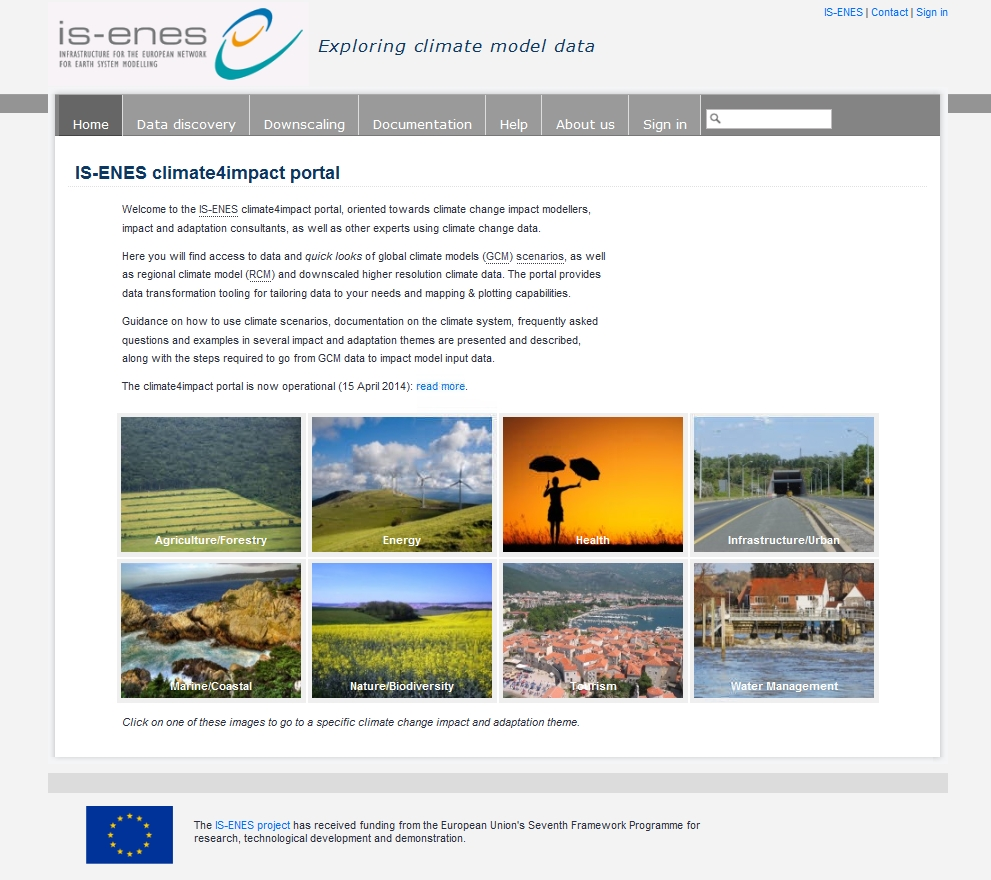 IS-ENES | Contact | Sign in
is-enes
INFRASTRUCTURE FOR THE EUROPEAN NETWORK
FOR EARTH SYSTEM MODELLING
Exploring climate model data
Home Data discovery Downscaling Documentation Help About us Sign in
IS-ENES climate4impact portal
Welcome to the IS-ENES climate4impact portal, oriented towards climate change impact modellers,
impact and adaptation consultants, as well as other experts using climate change data.
Here you will find access to data and quick looks of global climate models (GCM) scenarios, as well
as regional climate model (RCM) and downscaled higher resolution climate data. The portal provides
data transformation tooling for tailoring data to your needs and mapping & plotting capabilities.
Guidance on how to use climate scenarios, documentation on the climate system, frequently asked
questions and examples in several impact and adaptation themes are presented and described,
along with the steps required to go from GCM data to impact model input data.
The climate4impact portal is now operational (15 April 2014): read more.
Agriculture/Forestry Energy Health Infrastructure/Urban
Marine/Coastal Nature/Biodiversity Tourism Water Management
Click on one of these images to go to a specific climate change impact and adaptation theme.
The IS-ENES project has received funding from the European Union's Seventh Framework Programme for
research, technological development and demonstration.